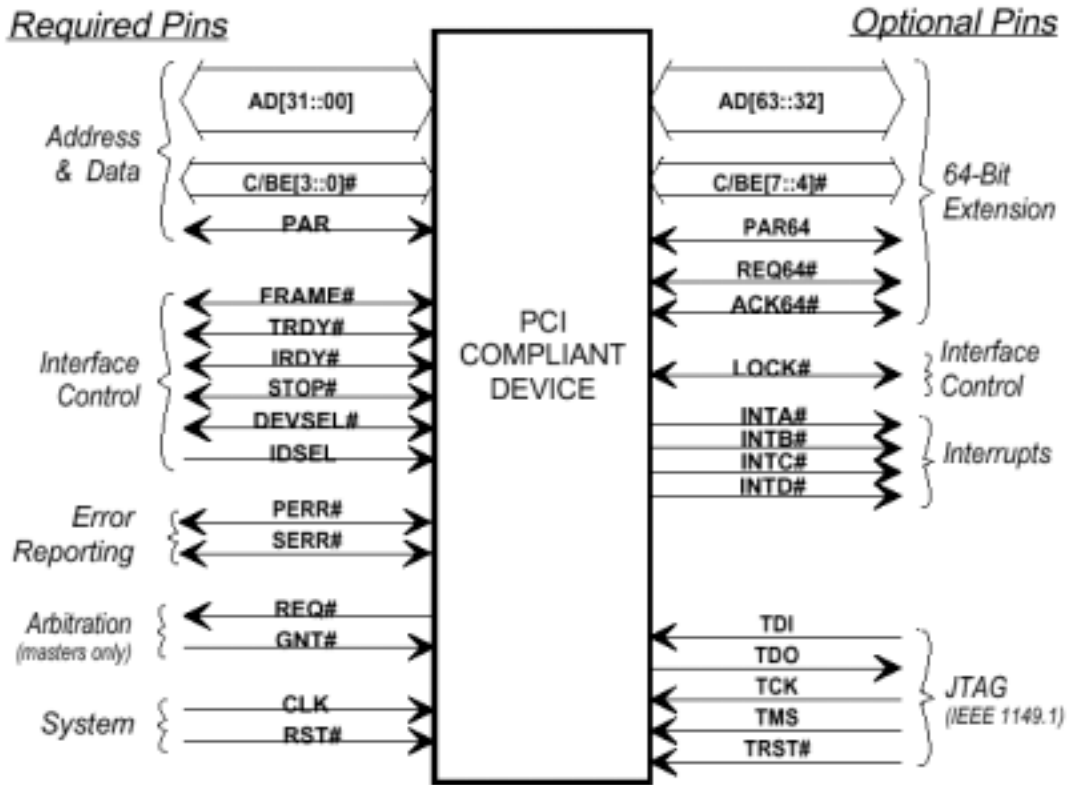 Required Pins
Optional Pins
Address
& Data
AD[31::00]
C/BE[3::0]#
PAR
Interface
Control
FRAME#
TRDY#
IRDY#
STOP#
DEVSEL#
IDSEL
Error
Reporting
PERR#
SERR#
Arbitration
(masters only)
REQ#
GNT#
System
CLK
RST#
PCI
COMPLIANT
DEVICE
AD[63::32]
C/BE[7::4]#
PAR64
REQ64#
ACK64#
64-Bit
Extension
LOCK#
Interface
Control
INTA#
INTB#
INTC#
INTD#
Interrupts
TDI
TDO
TCK
TMS
TRST#
JTAG
(IEEE 1149.1)